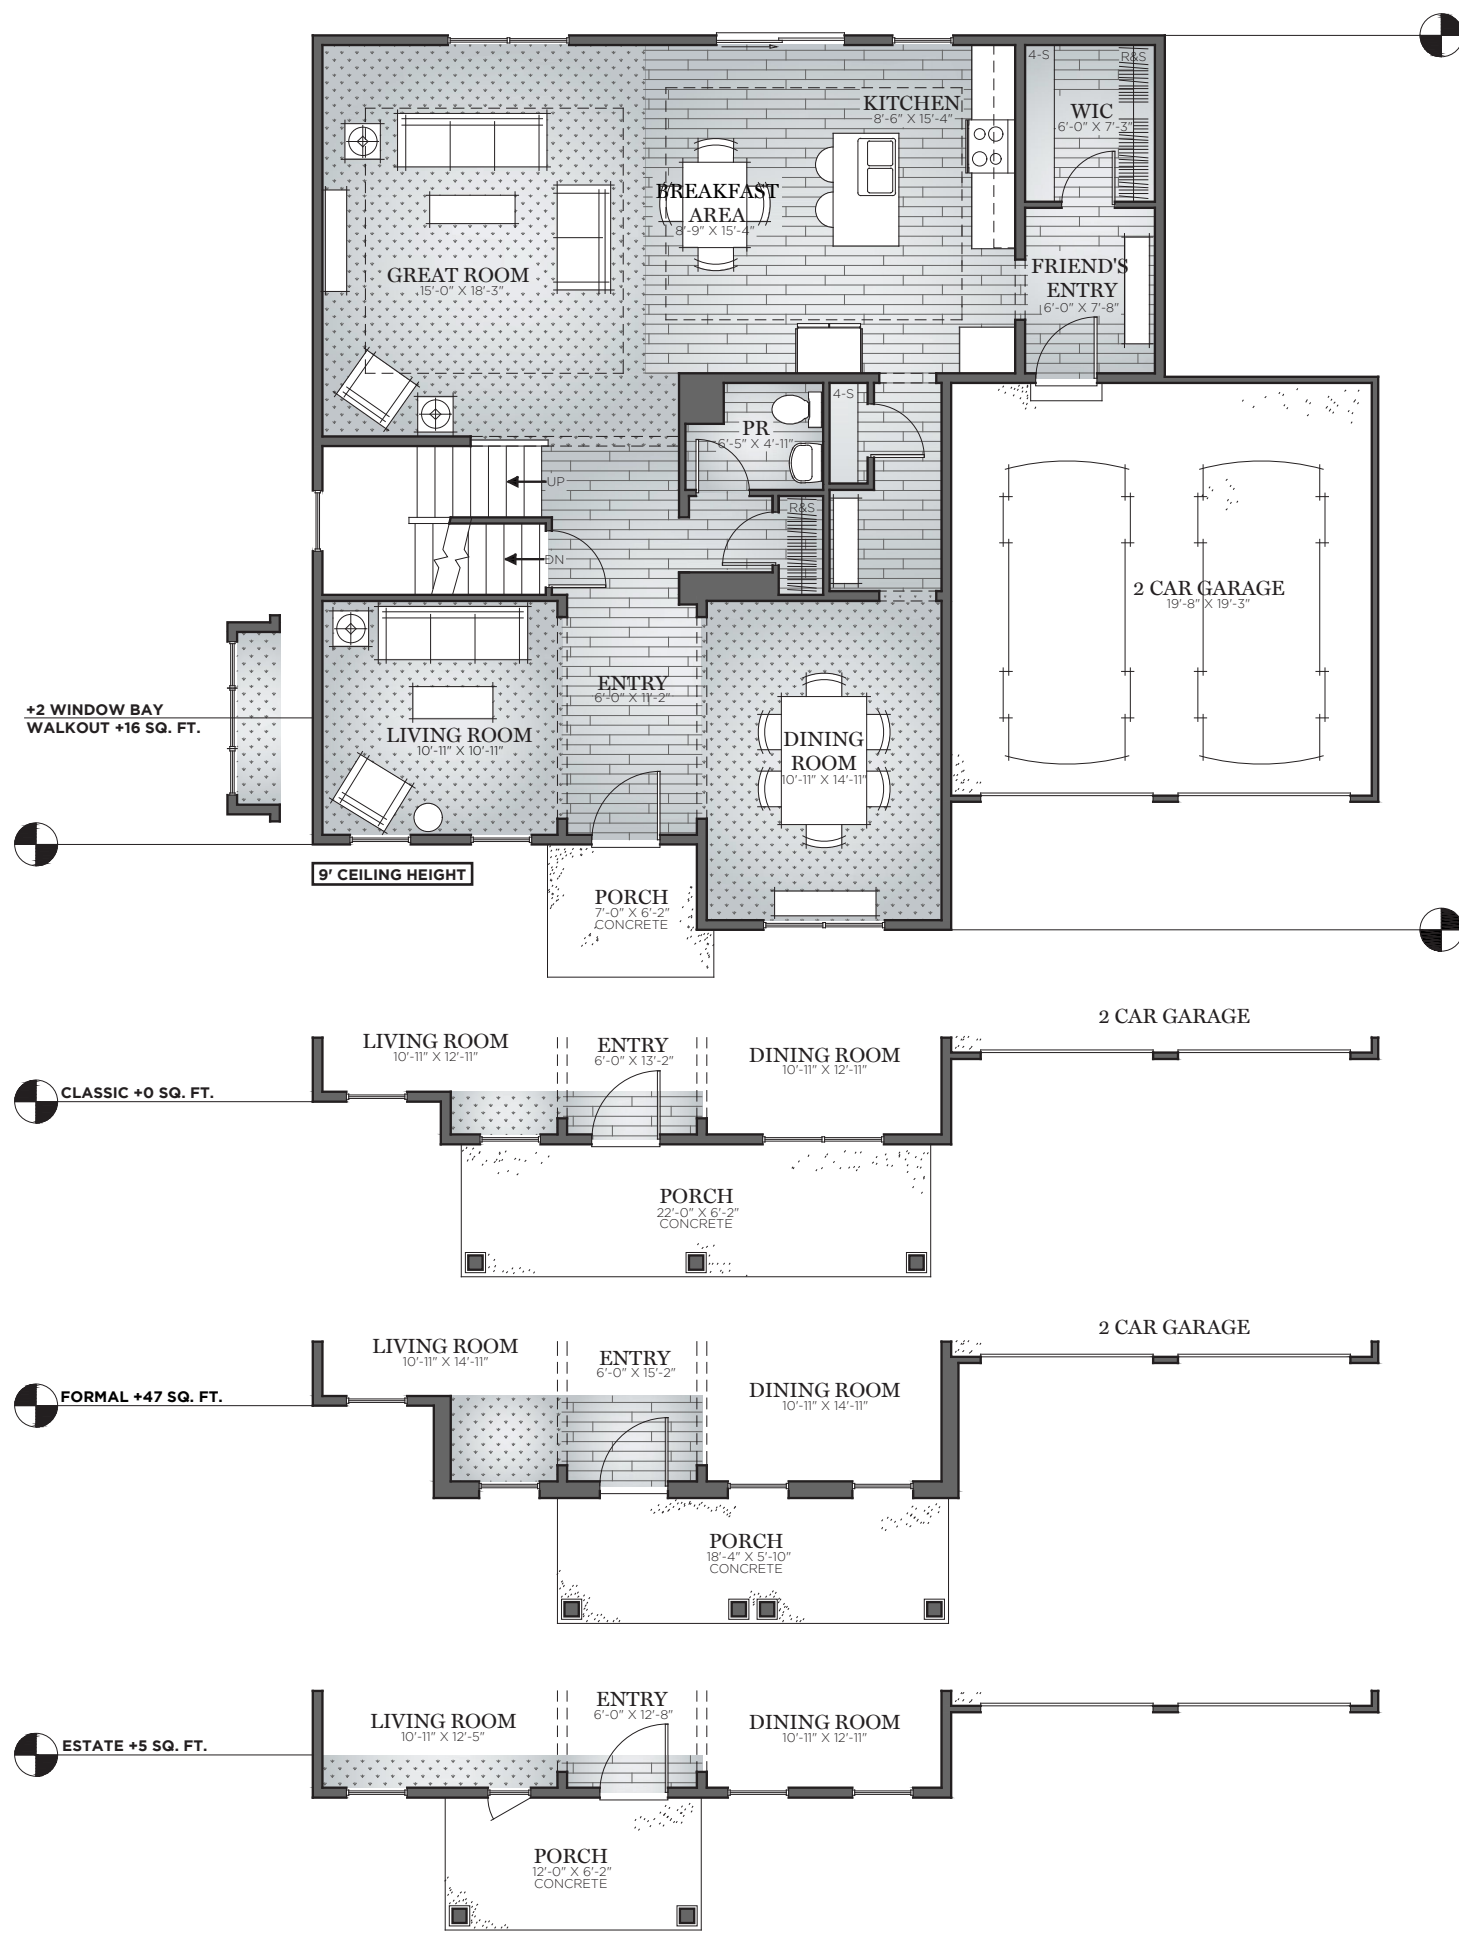 4-S
R&S
KITCHEN
8'-6" X 15'-4"
WIC
6'-0" X 7'-3"
BREAKFAST
AREA
8'-9" X 15'-4"
GREAT ROOM
15'-0" X 18'-3"
FRIEND'S
ENTRY
6'-0" X 7'-8"
4-S
PR
6'-5" X 4'-11"
UP
R&S
DN
2 CAR GARAGE
19'-8" X 19'-3"
ENTRY
6'-0" X 11'-2"
+2 WINDOW BAY
WALKOUT +16 SQ. FT.
LIVING ROOM
10'-11" X 10'-11"
DINING
ROOM
10'-11" X 14'-11"
9' CEILING HEIGHT
PORCH
7'-0" X 6'-2"
CONCRETE
2 CAR GARAGE
LIVING ROOM
10'-11" X 12'-11"
ENTRY
6'-0" X 13'-2"
DINING ROOM
10'-11" X 12'-11"
CLASSIC +0 SQ. FT.
PORCH
22'-0" X 6'-2"
CONCRETE
2 CAR GARAGE
LIVING ROOM
10'-11" X 14'-11"
ENTRY
6'-0" X 15'-2"
DINING ROOM
10'-11" X 14'-11"
FORMAL +47 SQ. FT.
PORCH
18'-4" X 5'-10"
CONCRETE
ENTRY
6'-0" X 12'-8"
LIVING ROOM
10'-11" X 12'-5"
DINING ROOM
10'-11" X 12'-11"
ESTATE +5 SQ. FT.
PORCH
12'-0" X 6'-2"
CONCRETE